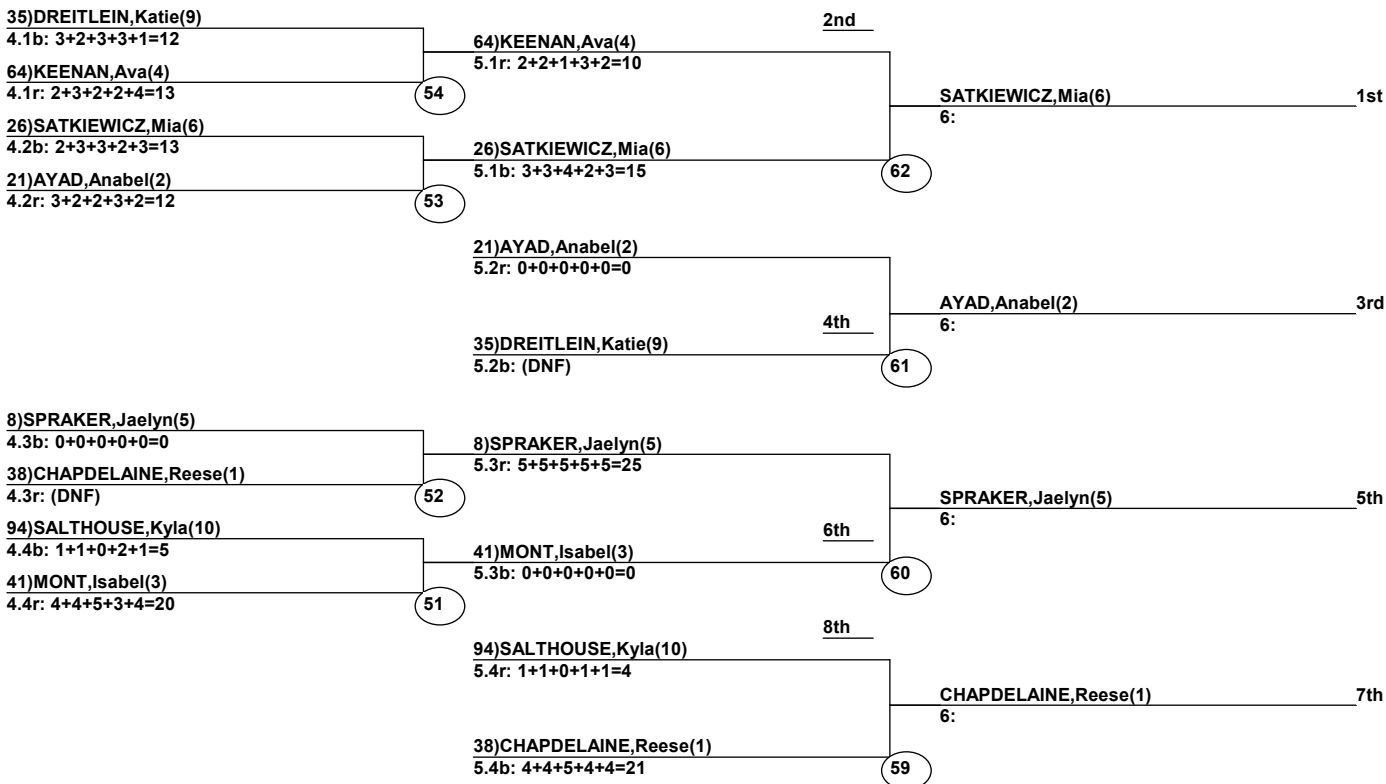 35)DREITLEIN,Katie(9)
4.1b: 3+2+3+3+1=12
64)KEENAN,Ava(4)
4.1r: 2+3+2+2+4=13
54
26)SATKIEWICZ,Mia(6)
4.2b: 2+3+3+2+3=13
21)AYAD,Anabel(2)
4.2r: 3+2+2+3+2=12
53
64)KEENAN,Ava(4)
5.1r: 2+2+1+3+2=10
2nd
26)SATKIEWICZ,Mia(6)
5.1b: 3+3+4+2+3=15
62
SATKIEWICZ,Mia(6)
6:
1st
21)AYAD,Anabel(2)
5.2r: 0+0+0+0+0=0
4th
35)DREITLEIN,Katie(9)
5.2b: (DNF)
61
AYAD,Anabel(2)
6:
3rd
8)SPRAKER,Jaelyn(5)
4.3b: 0+0+0+0+0=0
38)CHAPDELAINE,Reese(1)
4.3r: (DNF)
52
94)SALTHOUSE,Kyla(10)
4.4b: 1+1+0+2+1=5
41)MONT,Isabel(3)
4.4r: 4+4+5+3+4=20
51
8)SPRAKER,Jaelyn(5)
5.3r: 5+5+5+5+5=25
6th
41)MONT,Isabel(3)
5.3b: 0+0+0+0+0=0
60
SPRAKER,Jaelyn(5)
6:
5th
8th
94)SALTHOUSE,Kyla(10)
5.4r: 1+1+0+1+1=4
38)CHAPDELAINE,Reese(1)
5.4b: 4+4+5+4+4=21
59
CHAPDELAINE,Reese(1)
6:
7th